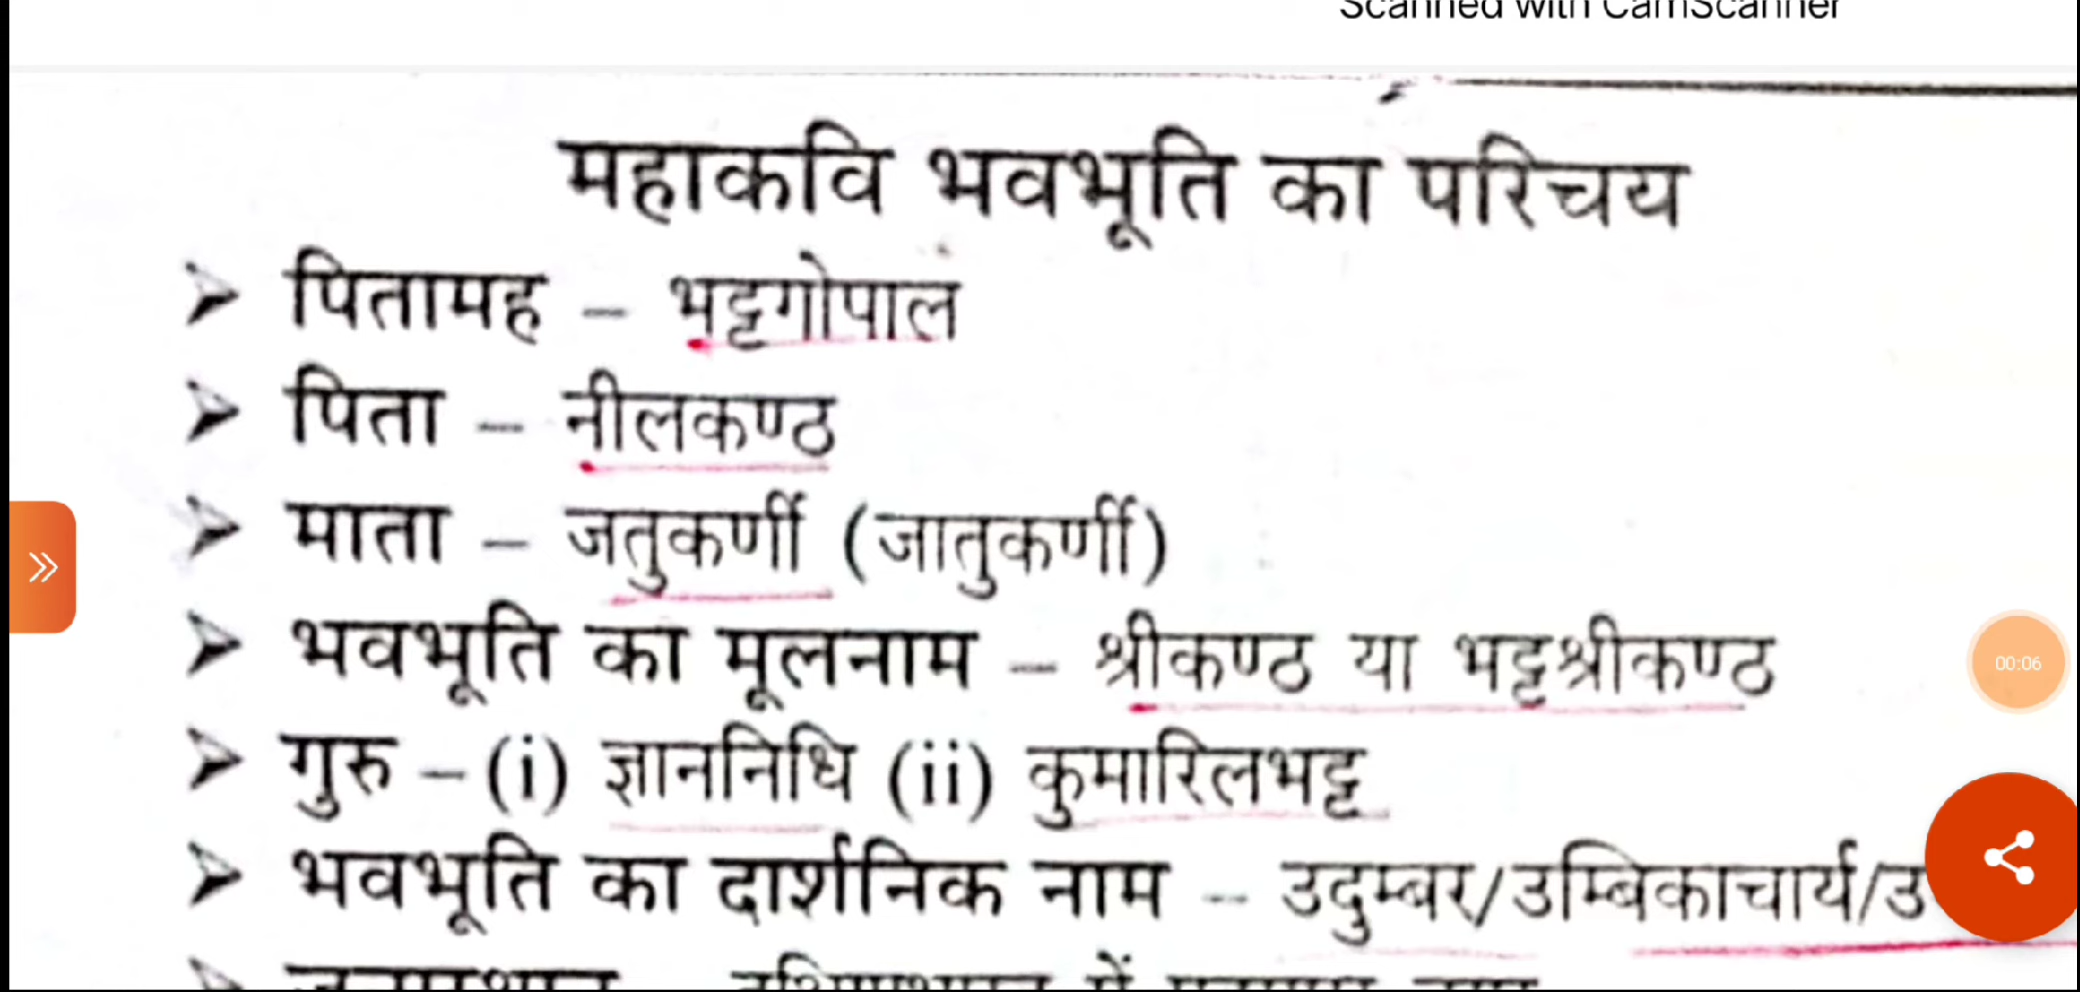 Scanned with CamScanner
महाकवि भवभूति का परिचय
➤ पितामह – भट्टगोपाल
➤ पिता – नीलकण्ठ
➤ माता – जतुकर्णी (जातुकर्णी)
➤ भवभूति का मूलनाम – श्रीकण्ठ या भट्टश्रीकण्ठ
➤ गुरु – (i) ज्ञाननिधि (ii) कुमारिलभट्ट
➤ भवभूति का दार्शनिक नाम – उदुम्बर/उम्बिकाचार्य/उ
00:06